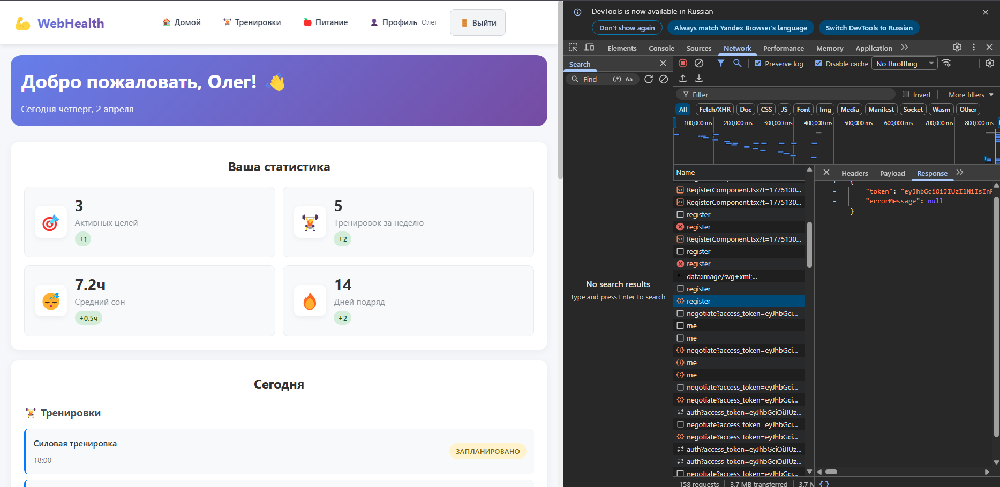 WebHealth
Домой
Тренировки
Питание
Профиль Олег
Выйти
Добро пожаловать, Олег!
Сегодня четверг, 2 апреля
Ваша статистика
3
Активных целей
+1
5
Тренировок за неделю
+2
7.2ч
Средний сон
+0.5ч
14
Дней подряд
+2
Сегодня
Тренировки
Силовая тренировка
18:00
ЗАПЛАНИРОВАНО
DevTools is now available in Russian
Don't show again
Always match Yandex Browser's language
Switch DevTools to Russian
Elements Console Sources Network Performance Memory Application
Search
Find (.*) Aa
No search results
Type and press Enter to search
Preserve log Disable cache No throttling
Filter Invert More filters
All Fetch/XHR Doc CSS JS Font Img Media Manifest Socket Wasm Other
100,000 ms 200,000 ms 300,000 ms 400,000 ms 500,000 ms 600,000 ms 700,000 ms 800,000 ms
Name
RegisterComponent.tsx?t=1775130...
RegisterComponent.tsx?t=1775130...
register
register
RegisterComponent.tsx?t=1775130...
register
register
data:image/svg+xml;...
register
register
negotiate?access_token=eyJhbGci...
me
me
negotiate?access_token=eyJhbGci...
me
me
negotiate?access_token=eyJhbGci...
negotiate?access_token=eyJhbGci...
auth?access_token=eyJhbGciOiJIUz...
negotiate?access_token=eyJhbGci...
negotiate?access_token=eyJhbGci...
auth?access_token=eyJhbGciOiJIUz...
auth?access_token=eyJhbGciOiJIUz...
negotiate?access_token=eyJhbGci...
158 requests 3.7 MB transferred 3.7 M
Headers Payload Response
1 {
- "token": "eyJhbGciOiJIUzI1NiIsInR
- "errorMessage": null
- }
{ }